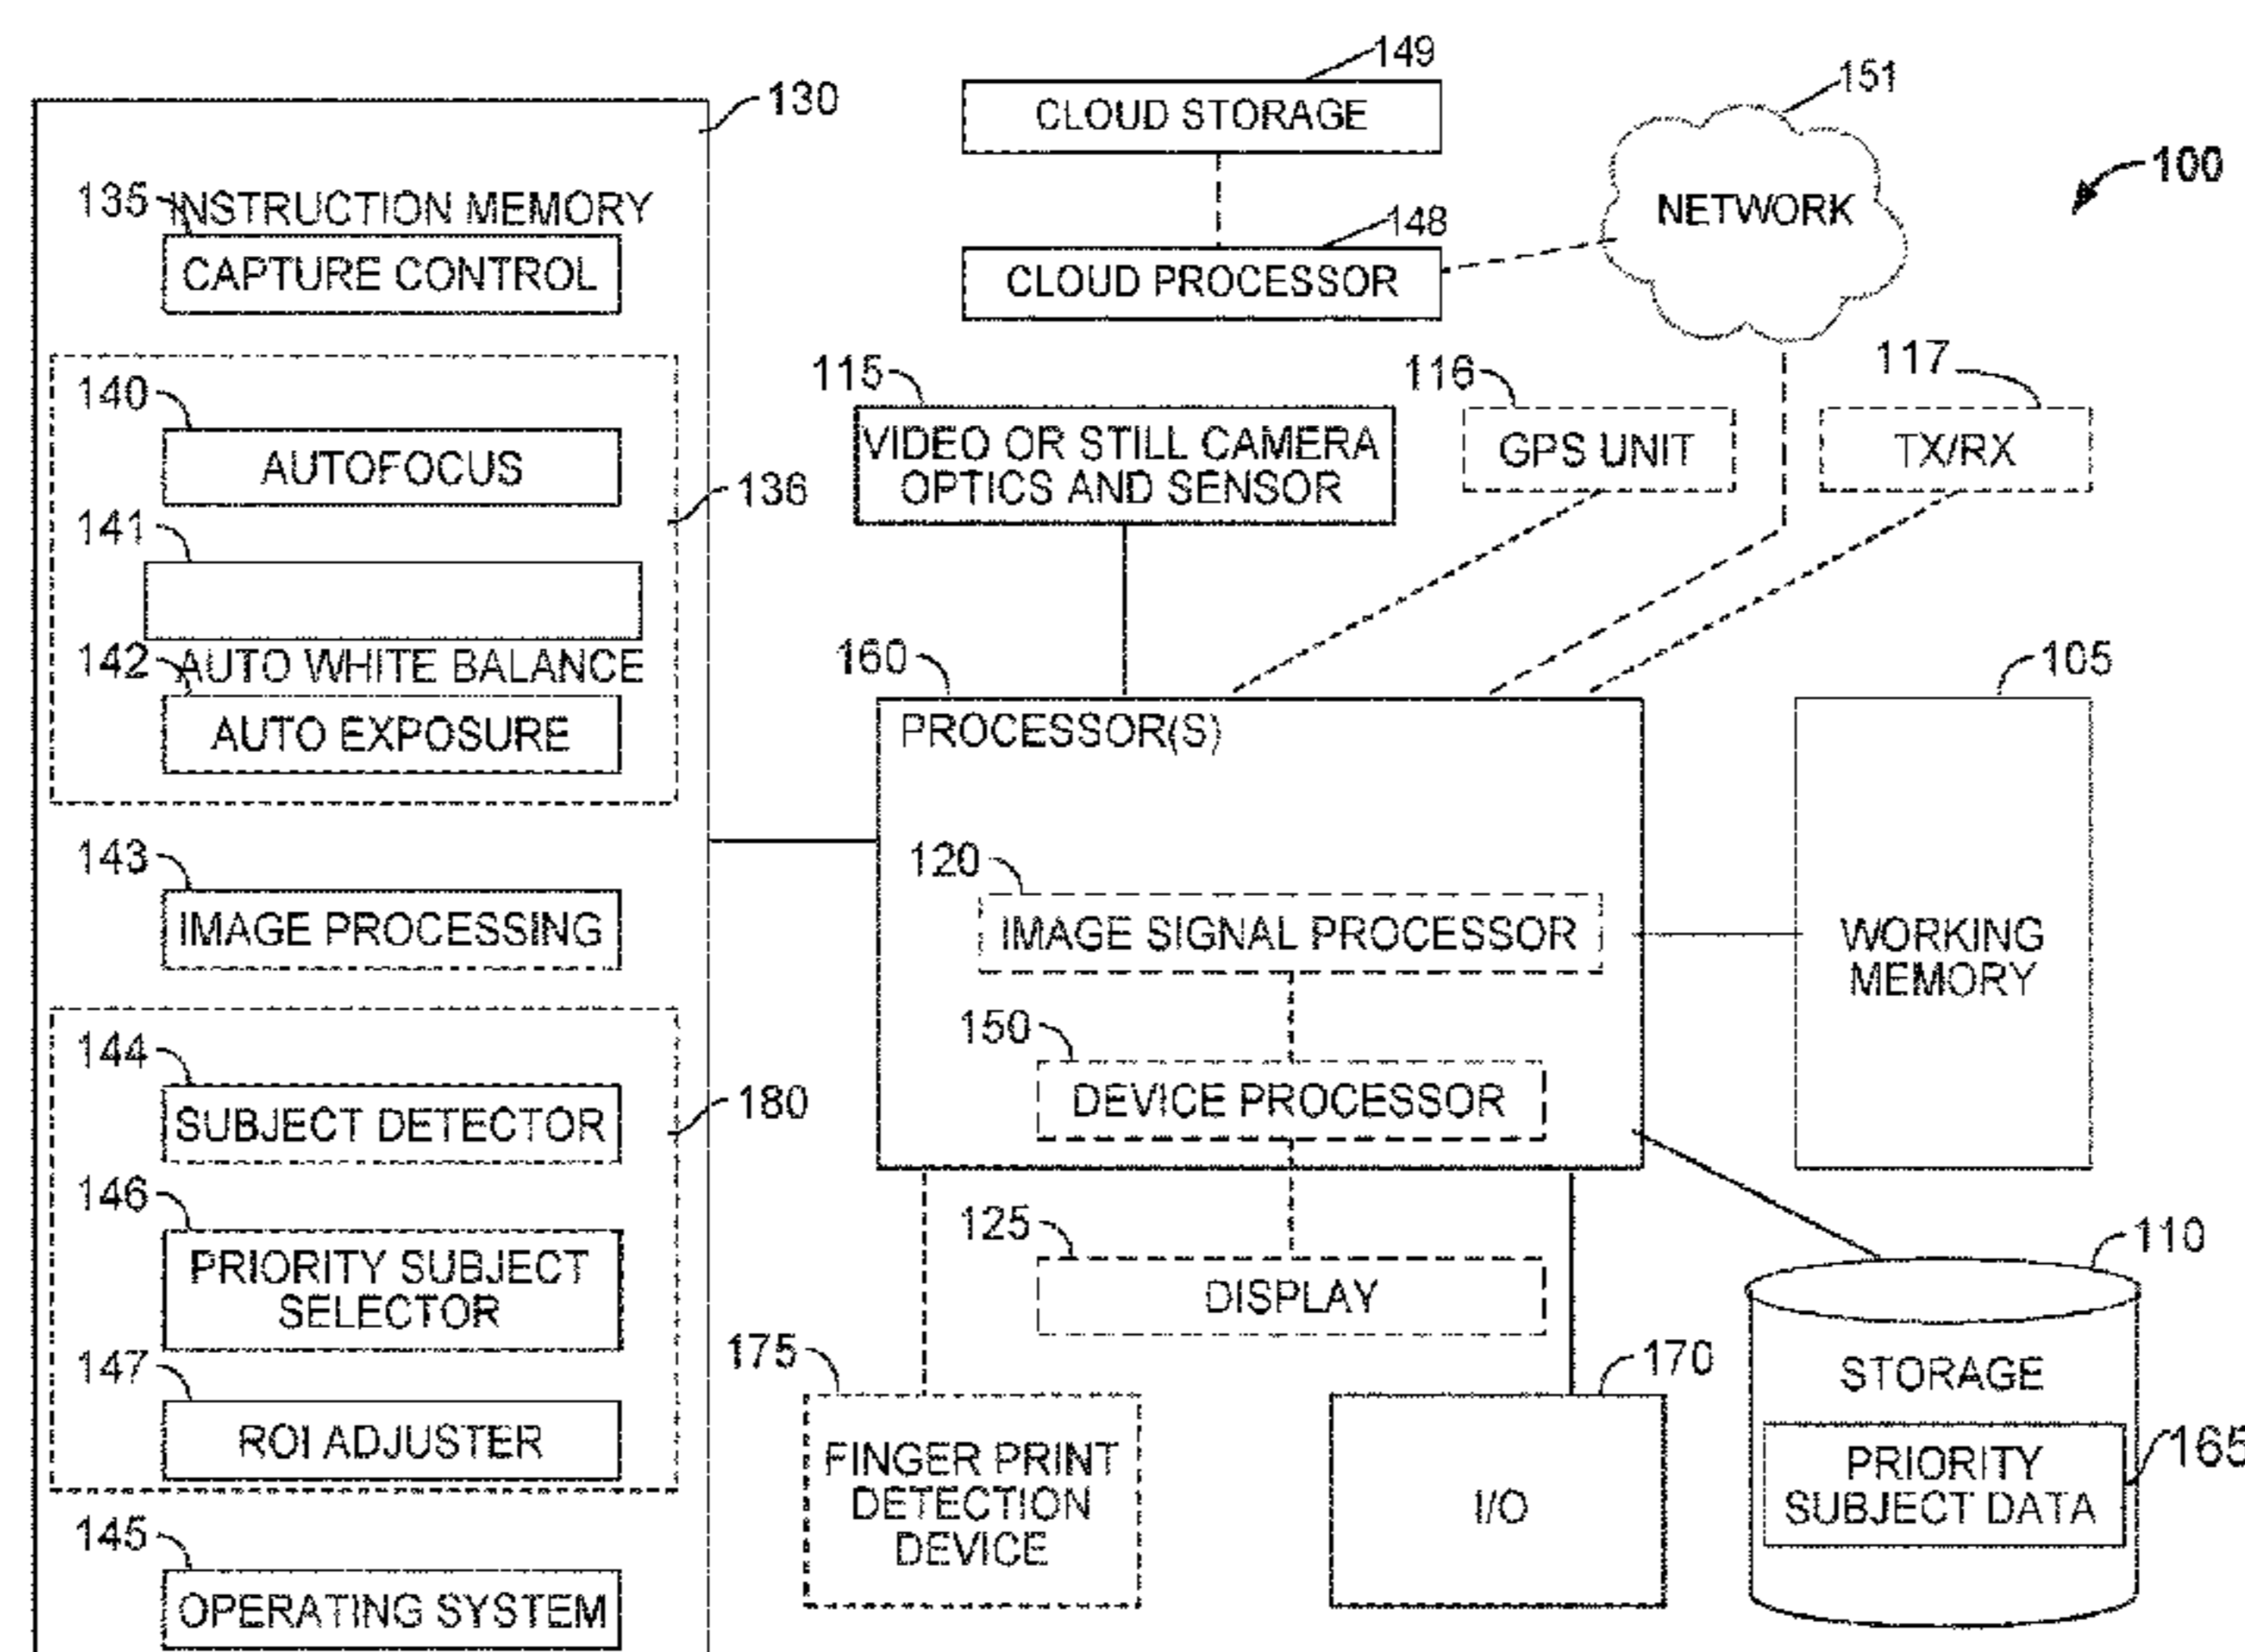 149
130
CLOUD STORAGE
151
100
135
INSTRUCTION MEMORY
NETWORK
148
CAPTURE CONTROL
CLOUD PROCESSOR
140
115
116
117
AUTOFOCUS
VIDEO OR STILL CAMERA
OPTICS AND SENSOR
GPS UNIT
TX/RX
136
141
142
AUTO WHITE BALANCE
160
105
AUTO EXPOSURE
PROCESSOR(S)
143
120
IMAGE PROCESSING
IMAGE SIGNAL PROCESSOR
WORKING
MEMORY
144
150
SUBJECT DETECTOR
180
DEVICE PROCESSOR
146
125
110
PRIORITY SUBJECT
SELECTOR
DISPLAY
147
175
170
STORAGE
ROI ADJUSTER
FINGER PRINT
DETECTION
DEVICE
I/O
PRIORITY
SUBJECT DATA
165
145
OPERATING SYSTEM